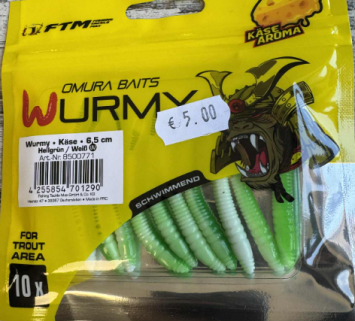 FTM
KÄSE
AROMA
OMURA BAITS
WURMY
€ 5.00
Wurmy • Käse • 6,5 cm
Hellgrün / Weiß
Art-Nr. 8500771
4 255854 701290
SCHWIMMEND
FOR
TROUT
AREA
10 x